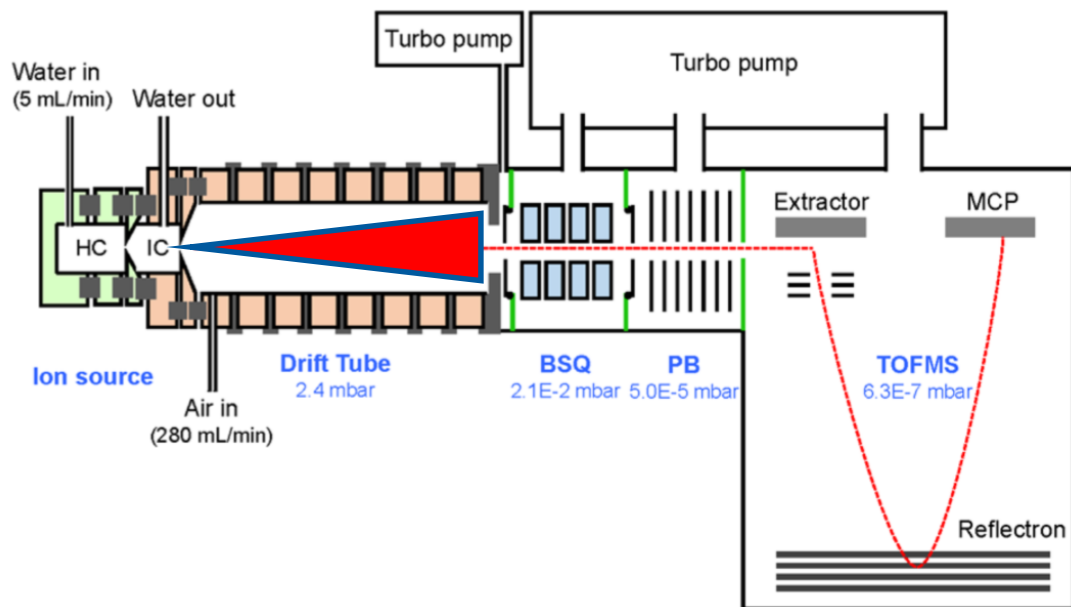 Turbo pump
Turbo pump
Water in
(5 mL/min)
Water out
Extractor
MCP
HC
IC
Ion source
Drift Tube
2.4 mbar
BSQ
2.1E-2 mbar
PB
5.0E-5 mbar
TOFMS
6.3E-7 mbar
Air in
(280 mL/min)
Reflectron